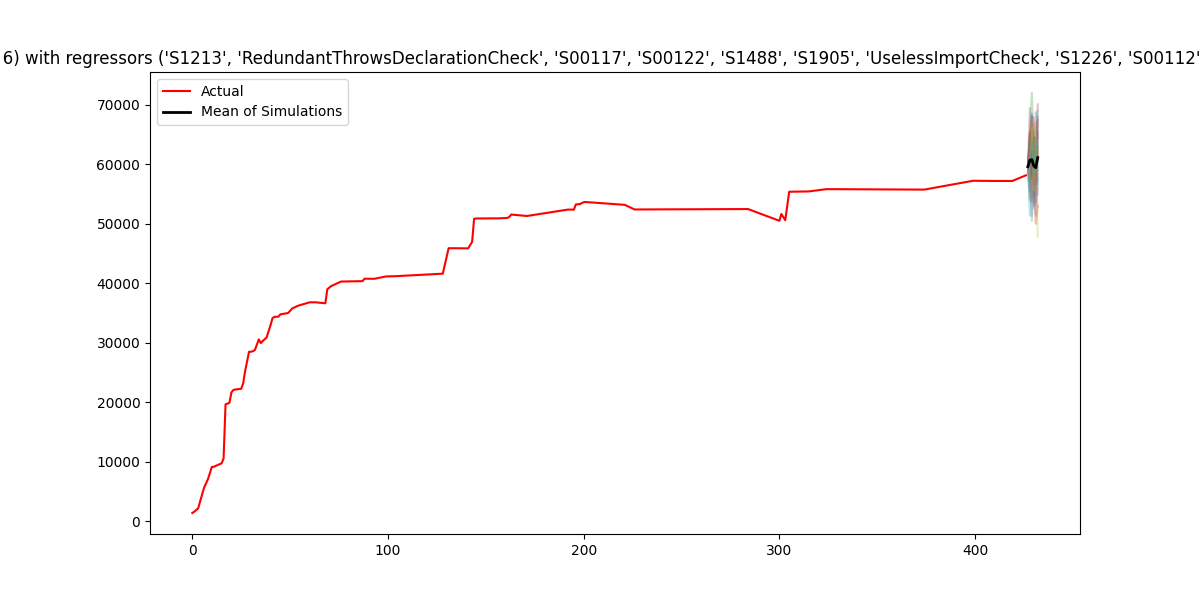 6) with regressors ('S1213', 'RedundantThrowsDeclarationCheck', 'S00117', 'S00122', 'S1488', 'S1905', 'UselessImportCheck', 'S1226', 'S00112'
Actual
Mean of Simulations
70000
60000
50000
40000
30000
20000
10000
0
0 100 200 300 400